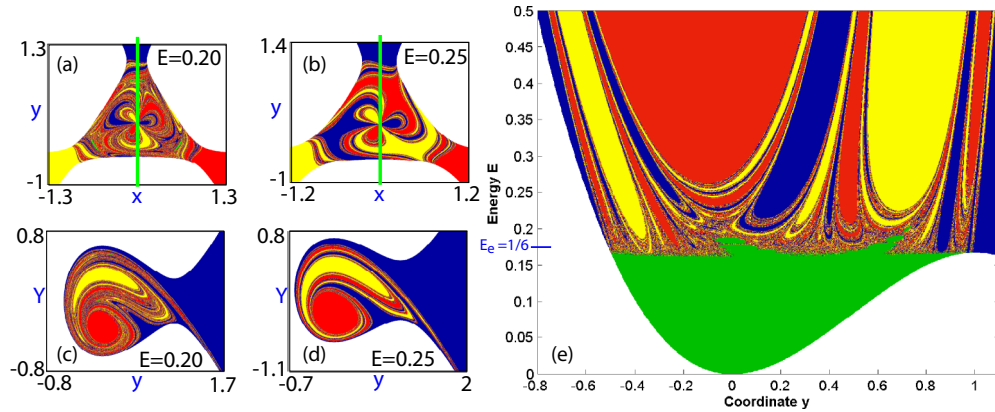 1.3
(a)
E=0.20
y
-1
-1.3
x
1.3
1.4
(b)
E=0.25
y
-1
-1.2
x
1.2
0.8
Y
(c)
E=0.20
-0.8
-0.8
y
1.7
0.8
Y
(d)
E=0.25
-1.1
-0.7
y
2
0.5
0.45
0.4
0.35
0.3
0.25
0.2
0.15
0.1
0.05
0
Energy E
Ee=1/6
(e)
-0.8
-0.6
-0.4
-0.2
0
0.2
0.4
0.6
0.8
1
Coordinate y